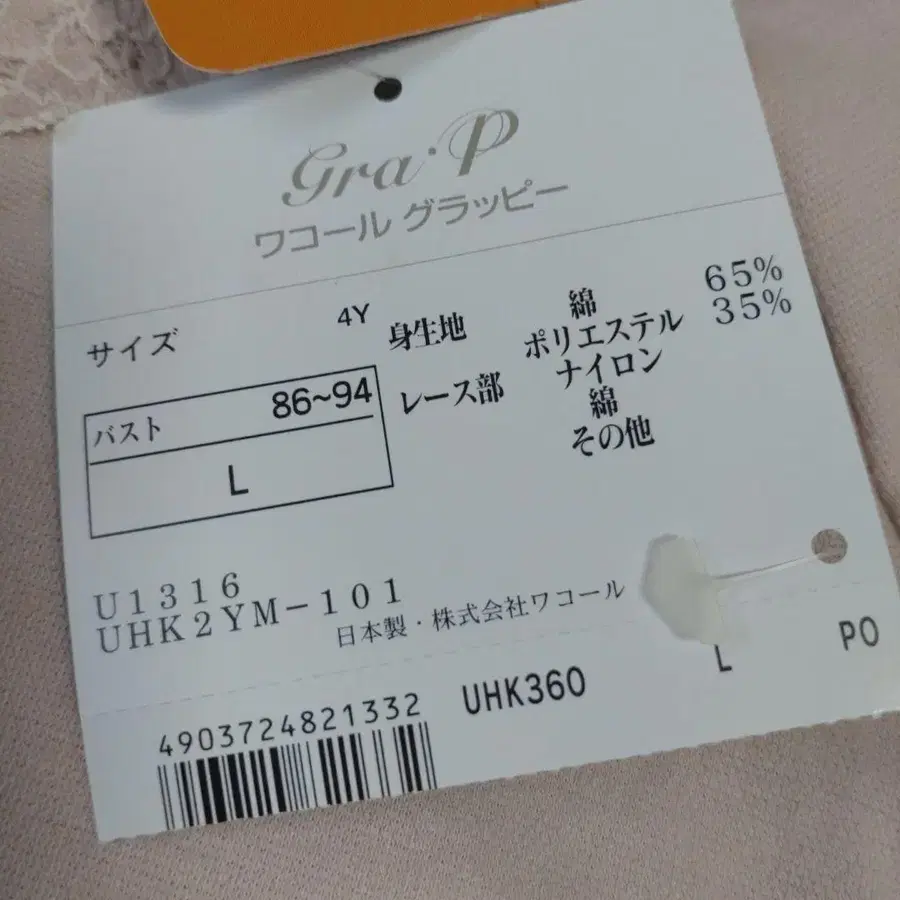 Gra・P
ワコール グラッピー
サイズ 4Y
バスト 86~94
L
身生地 綿 65%
ポリエステル 35%
レース部 ナイロン
綿
その他
U1316
UHK2YM-101
日本製・株式会社ワコール
4903724821332 UHK360 L PO